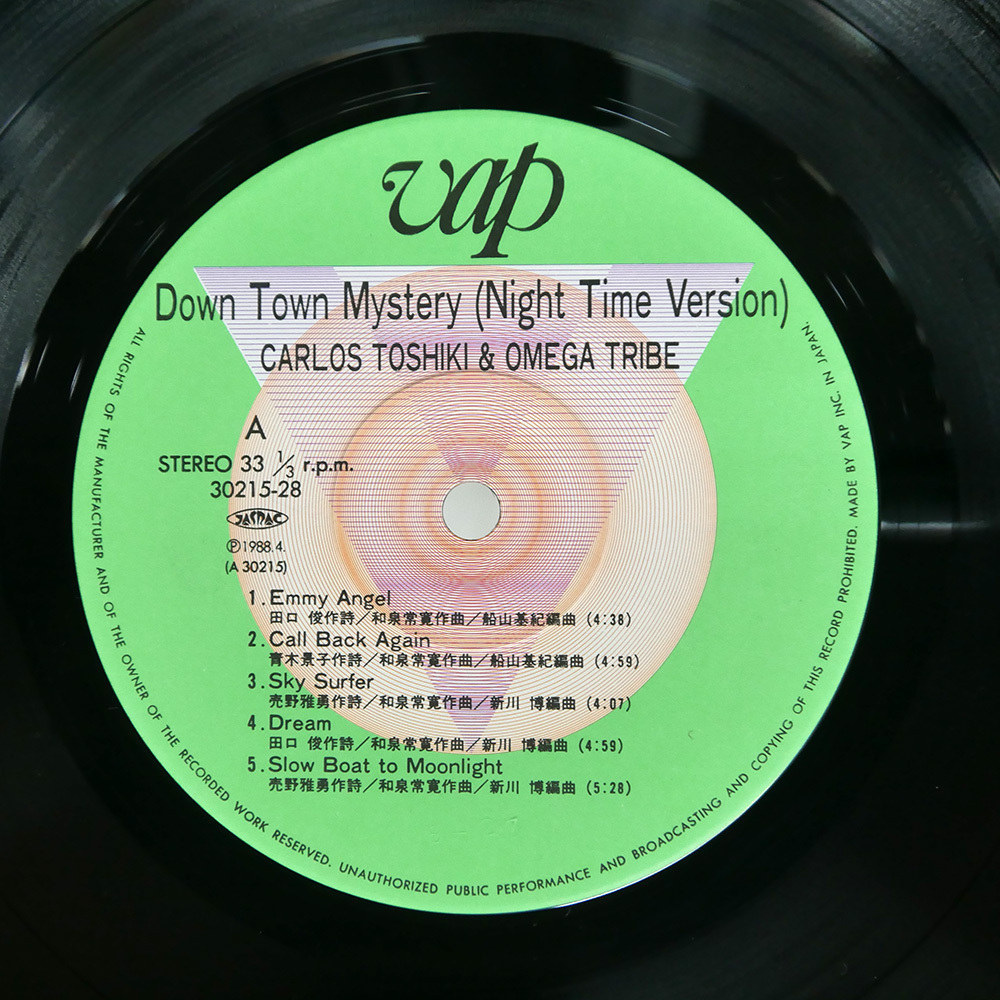 vap
Down Town Mystery (Night Time Version)
CARLOS TOSHIKI & OMEGA TRIBE
A
STEREO 33 1/3 r.p.m.
30215-28
JASRAC
Ⓟ1988.4.
(A 30215)
1. Emmy Angel
田口 俊作詩／和泉常寛作曲／船山基紀編曲 (4:38)
2. Call Back Again
青木景子作詩／和泉常寛作曲／船山基紀編曲 (4:59)
3. Sky Surfer
売野雅勇作詩／和泉常寛作曲／新川 博編曲 (4:07)
4. Dream
田口 俊作詩／和泉常寛作曲／新川 博編曲 (4:59)
5. Slow Boat to Moonlight
売野雅勇作詩／和泉常寛作曲／新川 博編曲 (5:28)
ALL RIGHTS OF THE MANUFACTURER AND OF THE OWNER OF THE RECORDED WORK RESERVED. UNAUTHORIZED PUBLIC PERFORMANCE AND BROADCASTING AND COPYING OF THIS RECORD PROHIBITED. MADE BY VAP INC. IN JAPAN.